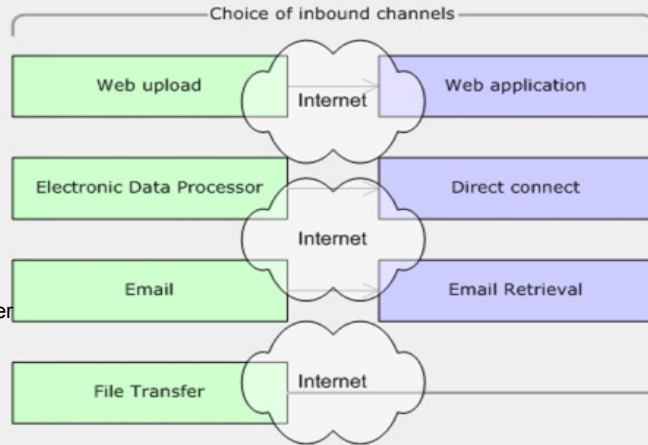 Choice of inbound channels
Web upload
Internet
Web application
Electronic Data Processor
Direct connect
Internet
Email
Email Retrieval
er
File Transfer
Internet